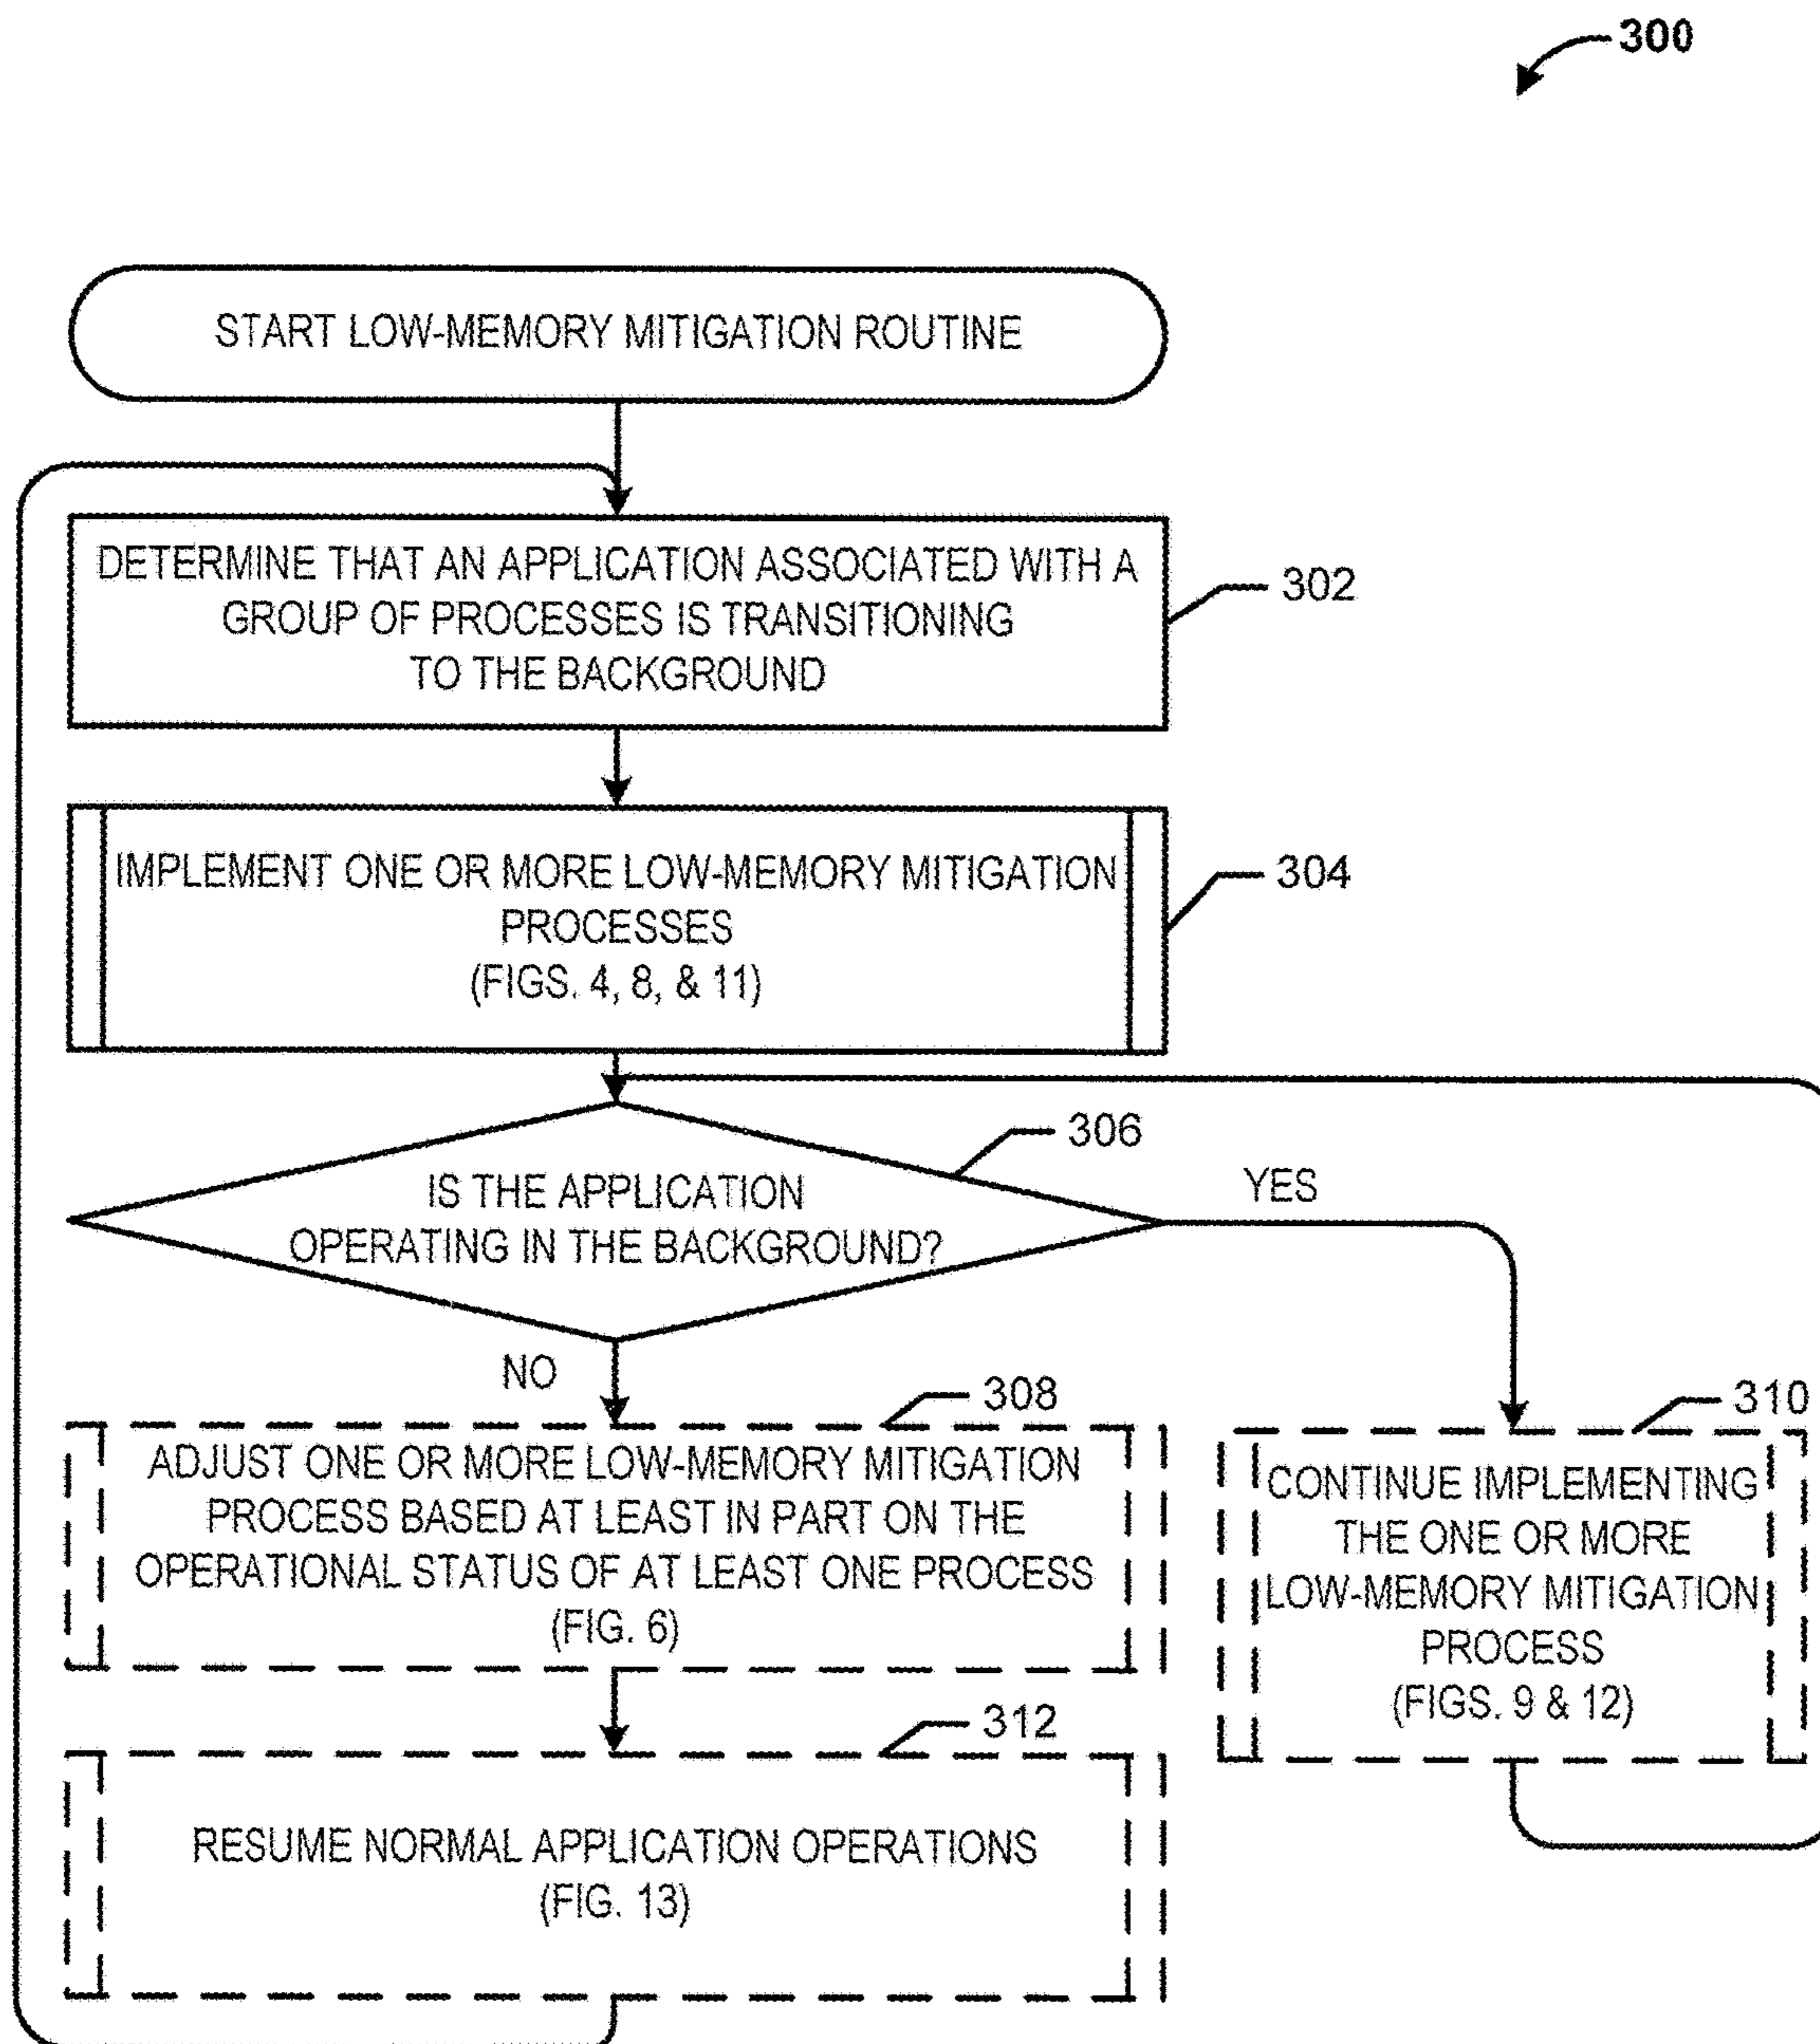 300
START LOW-MEMORY MITIGATION ROUTINE
DETERMINE THAT AN APPLICATION ASSOCIATED WITH A
GROUP OF PROCESSES IS TRANSITIONING
TO THE BACKGROUND
302
IMPLEMENT ONE OR MORE LOW-MEMORY MITIGATION
PROCESSES
(FIGS. 4, 8, & 11)
304
306
IS THE APPLICATION
OPERATING IN THE BACKGROUND?
YES
NO
308
ADJUST ONE OR MORE LOW-MEMORY MITIGATION
PROCESS BASED AT LEAST IN PART ON THE
OPERATIONAL STATUS OF AT LEAST ONE PROCESS
(FIG. 6)
310
CONTINUE IMPLEMENTING
THE ONE OR MORE
LOW-MEMORY MITIGATION
PROCESS
(FIGS. 9 & 12)
312
RESUME NORMAL APPLICATION OPERATIONS
(FIG. 13)